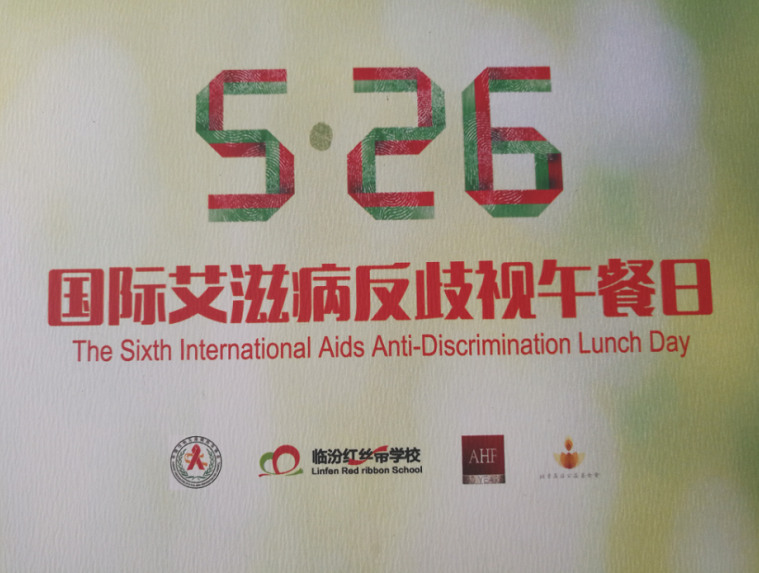 5·26
国际艾滋病反歧视午餐日
The Sixth International Aids Anti-Discrimination Lunch Day
临汾红丝带学校
Linfen Red ribbon School
AHF